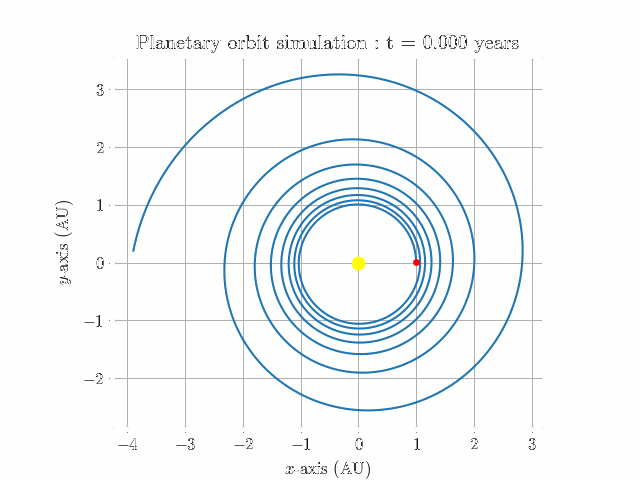 Planetary orbit simulation : t = 0.000 years
3
2
1
0
−1
−2
y-axis (AU)
−4 −3 −2 −1 0 1 2 3
x-axis (AU)